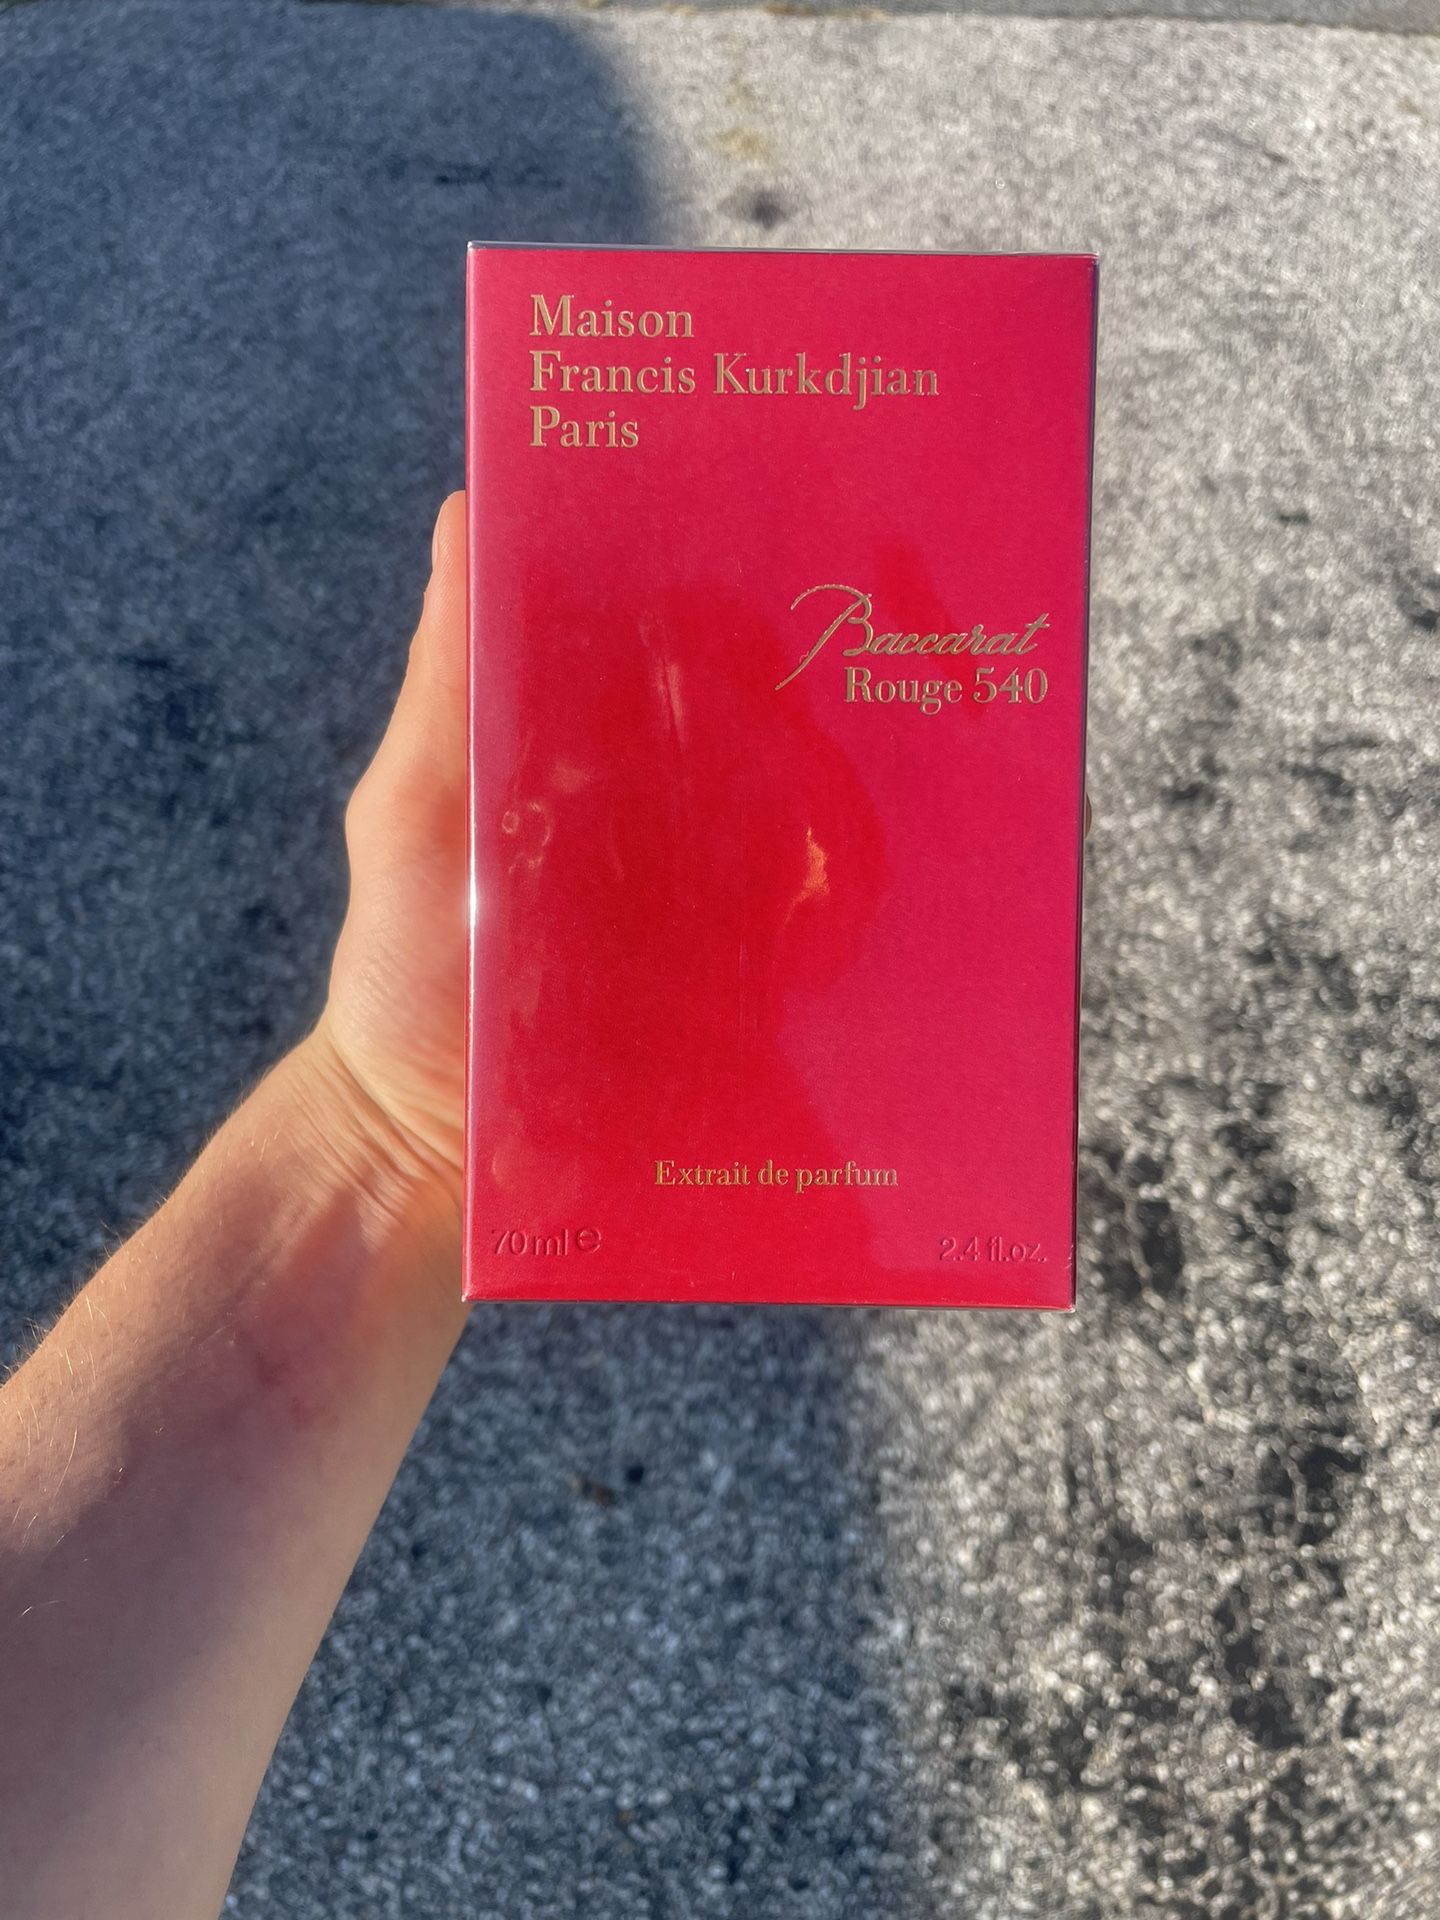 Maison
Francis Kurkdjian
Paris
Baccarat
Rouge 540
Extrait de parfum
70 ml ℮
2.4 fl.oz.